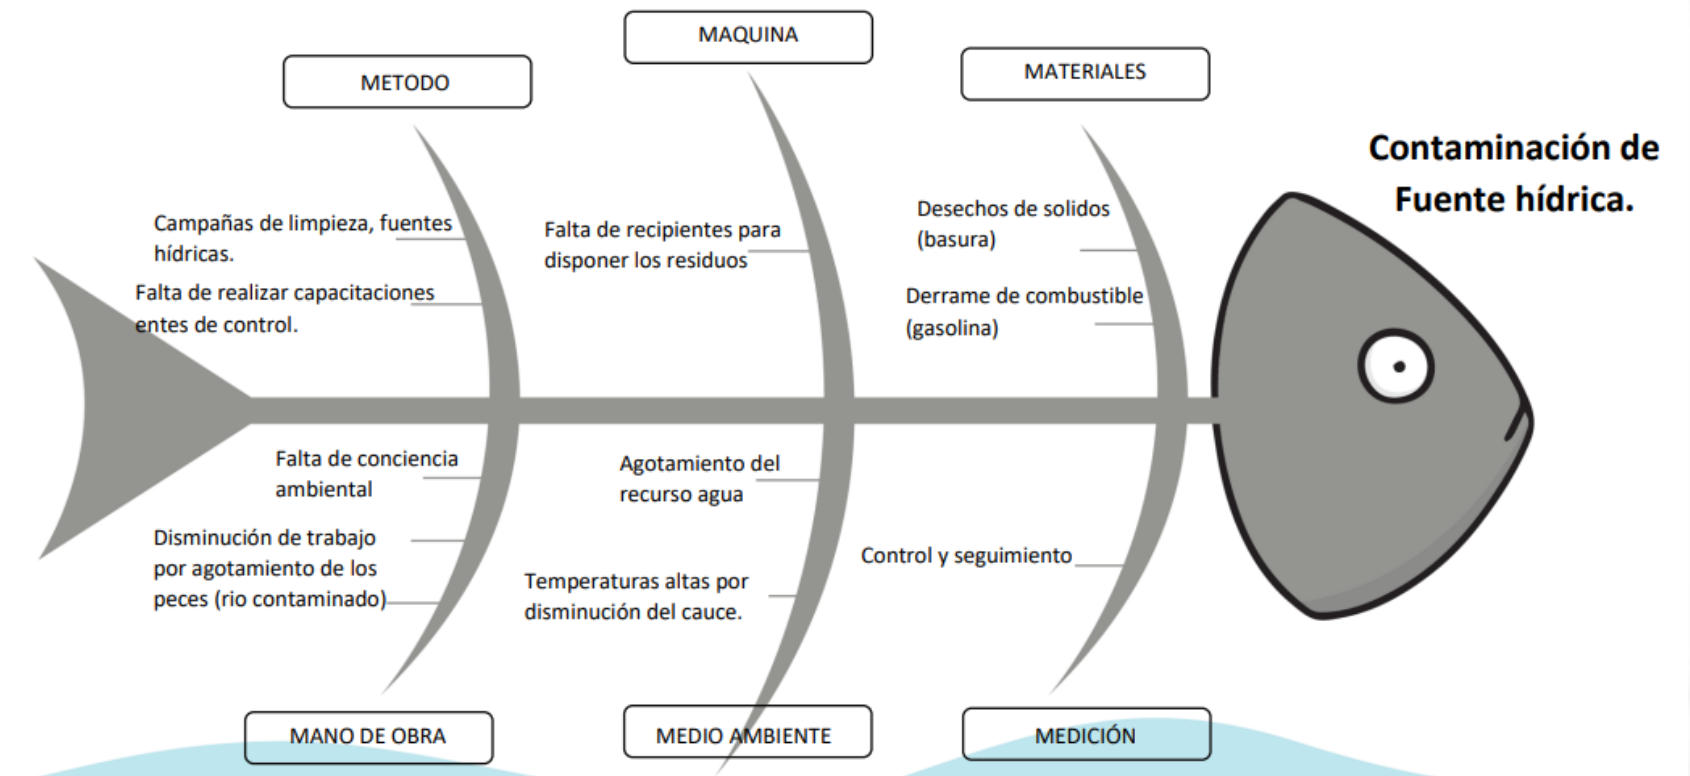 MAQUINA
METODO
MATERIALES
Contaminación de
Fuente hídrica.
Campañas de limpieza, fuentes
hídricas.
Falta de realizar capacitaciones
entes de control.
Falta de recipientes para
disponer los residuos
Desechos de solidos
(basura)
Derrame de combustible
(gasolina)
Falta de conciencia
ambiental
Disminución de trabajo
por agotamiento de los
peces (rio contaminado)
Agotamiento del
recurso agua
Temperaturas altas por
disminución del cauce.
Control y seguimiento
MANO DE OBRA
MEDIO AMBIENTE
MEDICIÓN